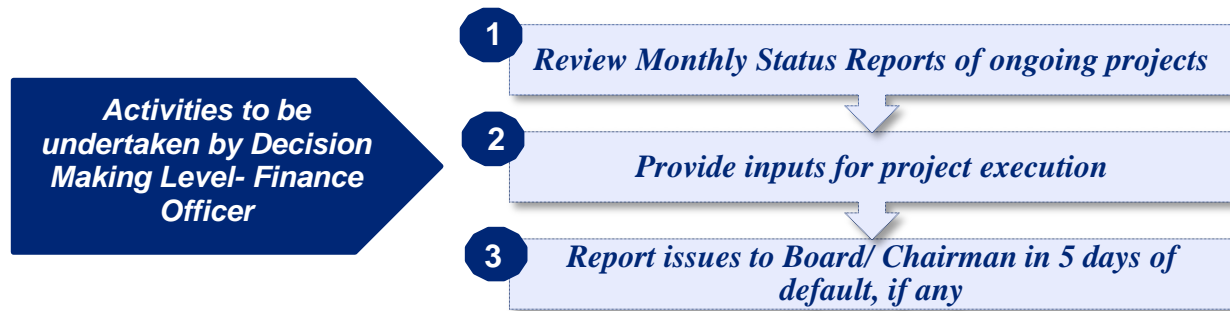 Activities to be
undertaken by Decision
Making Level- Finance
Officer
1
Review Monthly Status Reports of ongoing projects
2
Provide inputs for project execution
3
Report issues to Board/ Chairman in 5 days of
default, if any